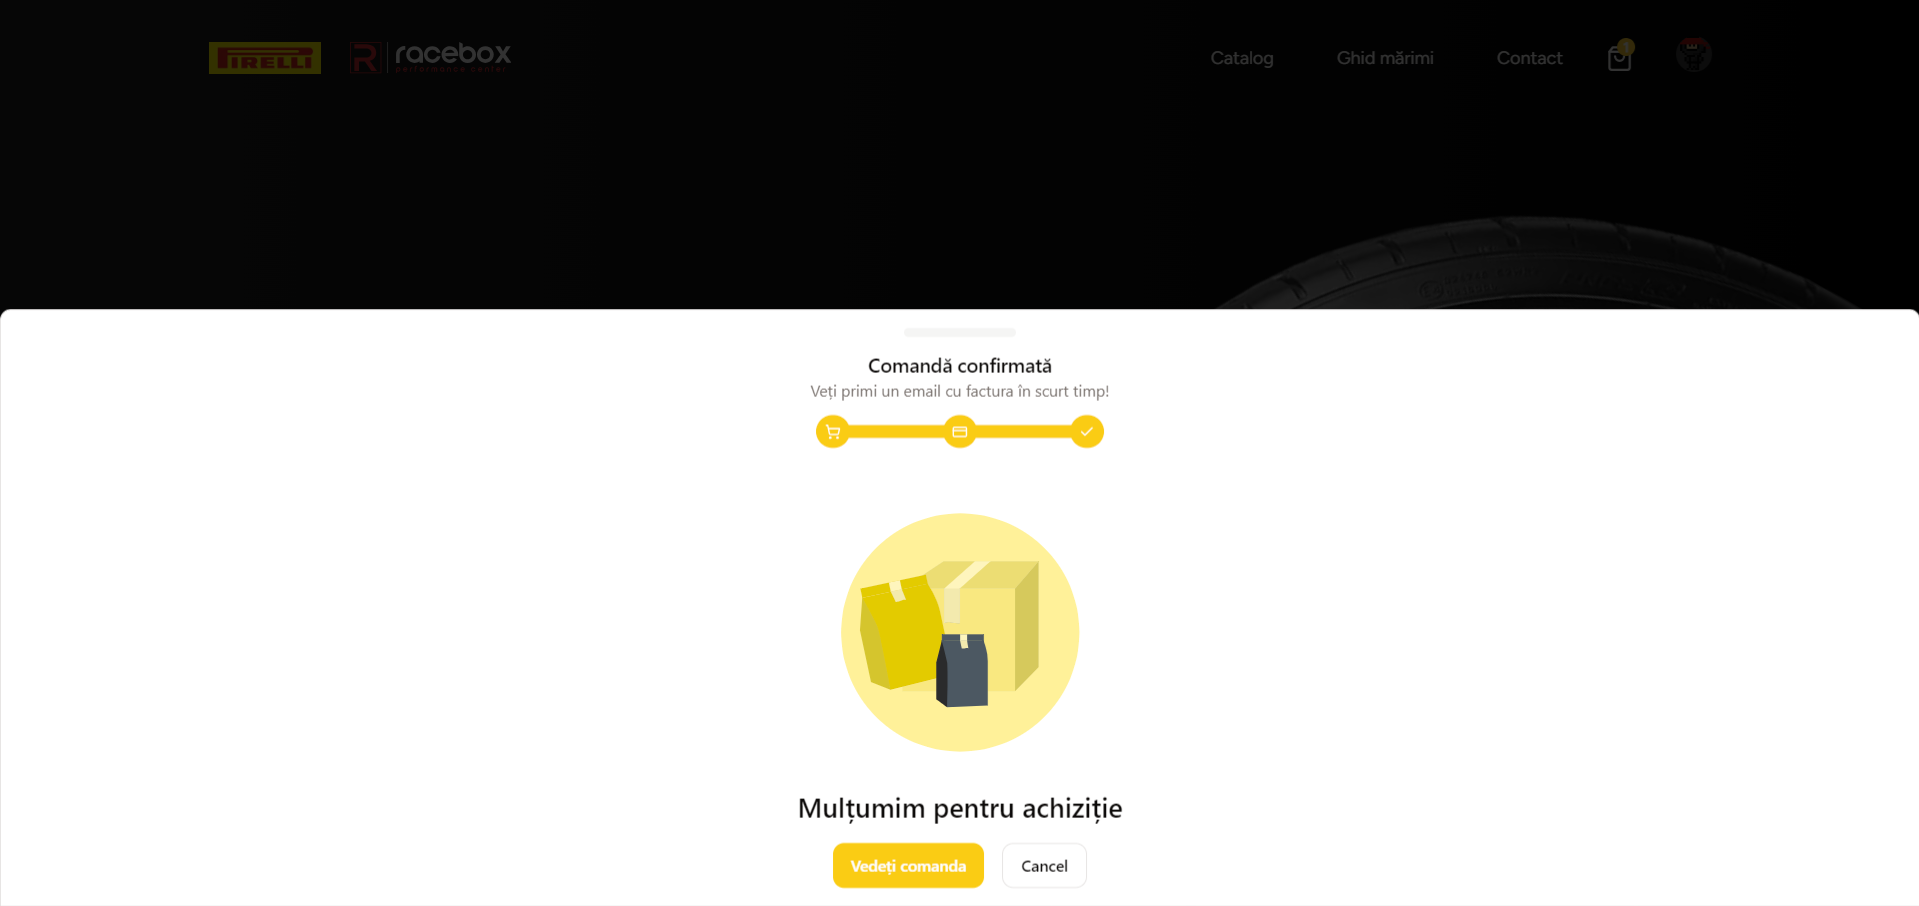 PIRELLI
R racebox
performance center
Catalog
Ghid mărimi
Contact
1
Comandă confirmată
Veți primi un email cu factura în scurt timp!
Mulțumim pentru achiziție
Vedeți comanda
Cancel